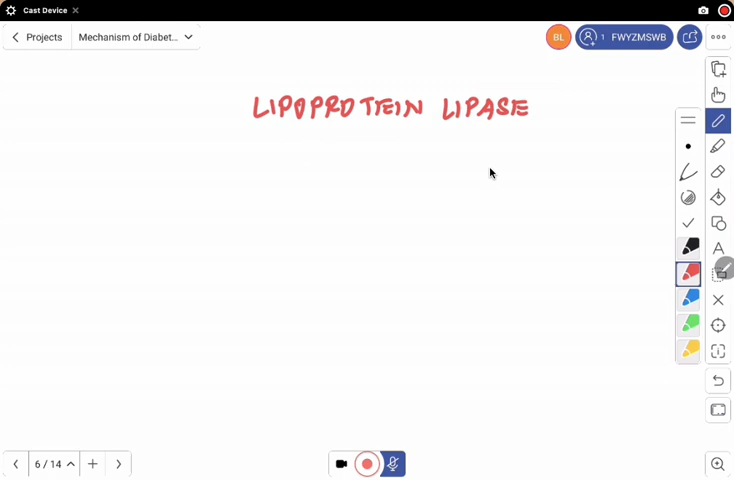 Cast Device
Projects
Mechanism of Diabet...
BL
1 FWYZMSWB
LIPOPROTEIN LIPASE
A
6 / 14